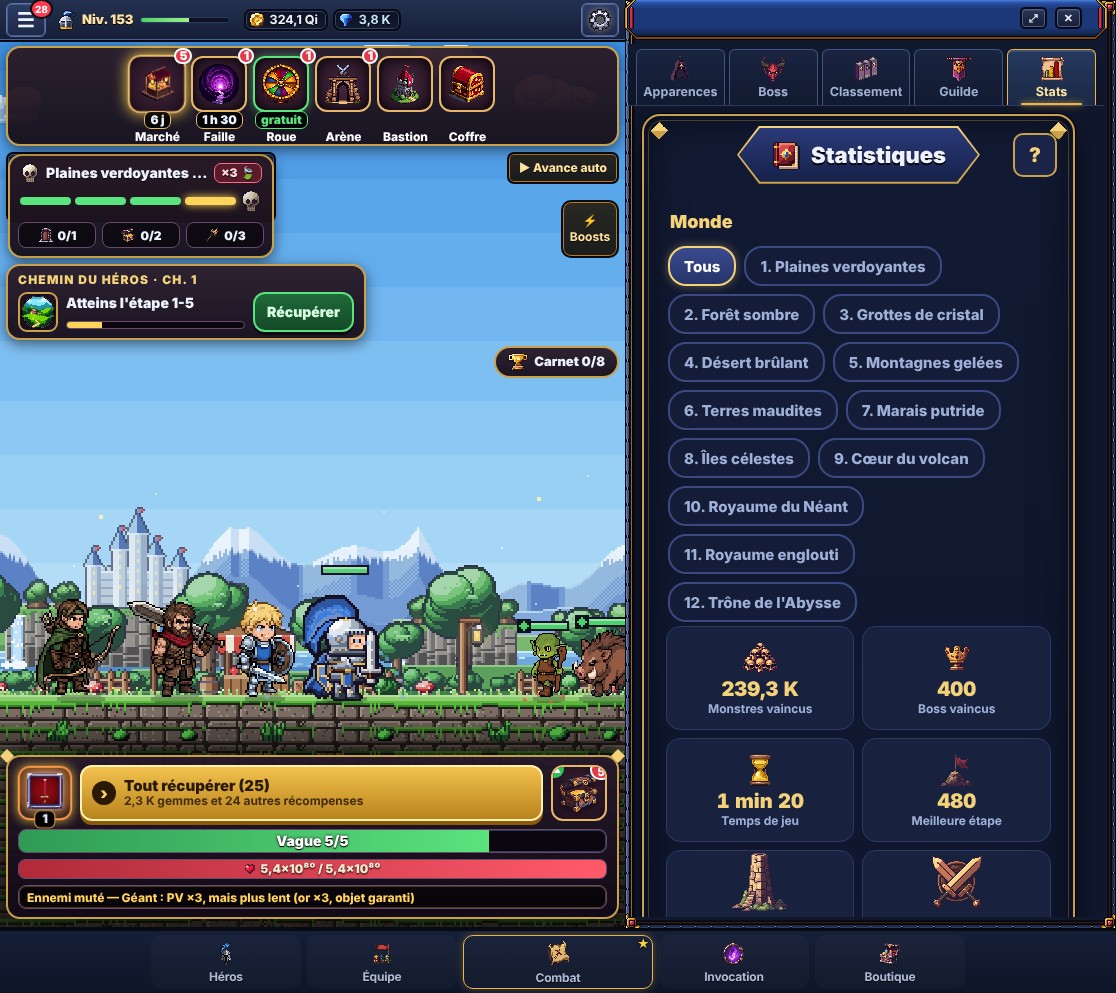 28
Niv. 153
324,1 Qi
3,8 K
5
6 j
Marché
1
1 h 30
Faille
1
gratuit
Roue
1
Arène
Bastion
Coffre
Plaines verdoyantes ...
×3
0/1
0/2
0/3
Avance auto
Boosts
CHEMIN DU HÉROS · CH. 1
Atteins l'étape 1-5
Récupérer
Carnet 0/8
1
Tout récupérer (25)
2,3 K gemmes et 24 autres récompenses
5
Vague 5/5
5,4×10⁸⁰ / 5,4×10⁸⁰
Ennemi muté — Géant : PV ×3, mais plus lent (or ×3, objet garanti)
Apparences
Boss
Classement
Guilde
Stats
Statistiques
?
Monde
Tous
1. Plaines verdoyantes
2. Forêt sombre
3. Grottes de cristal
4. Désert brûlant
5. Montagnes gelées
6. Terres maudites
7. Marais putride
8. Îles célestes
9. Cœur du volcan
10. Royaume du Néant
11. Royaume englouti
12. Trône de l'Abysse
239,3 K
Monstres vaincus
400
Boss vaincus
1 min 20
Temps de jeu
480
Meilleure étape
Héros
Équipe
Combat
Invocation
Boutique